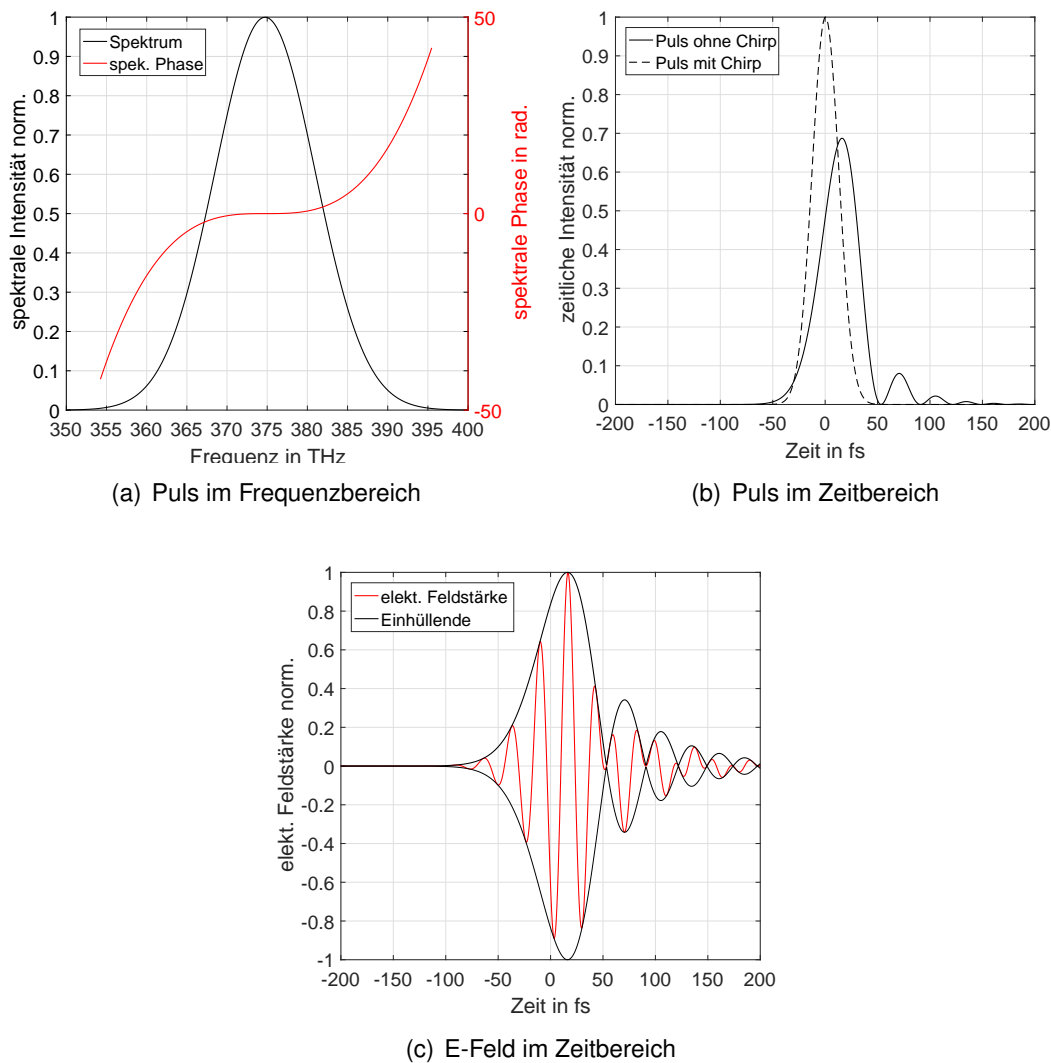 spektrale Intensität norm.
1
0.9
0.8
0.7
0.6
0.5
0.4
0.3
0.2
0.1
0
Spektrum
spek. Phase
50
0
-50
spektrale Phase in rad.
350 355 360 365 370 375 380 385 390 395 400
Frequenz in THz
(a) Puls im Frequenzbereich
zeitliche Intensität norm.
1
0.9
0.8
0.7
0.6
0.5
0.4
0.3
0.2
0.1
0
Puls ohne Chirp
Puls mit Chirp
-200 -150 -100 -50 0 50 100 150 200
Zeit in fs
(b) Puls im Zeitbereich
elekt. Feldstärke norm.
1
0.8
0.6
0.4
0.2
0
-0.2
-0.4
-0.6
-0.8
-1
elekt. Feldstärke
Einhüllende
-200 -150 -100 -50 0 50 100 150 200
Zeit in fs
(c) E-Feld im Zeitbereich